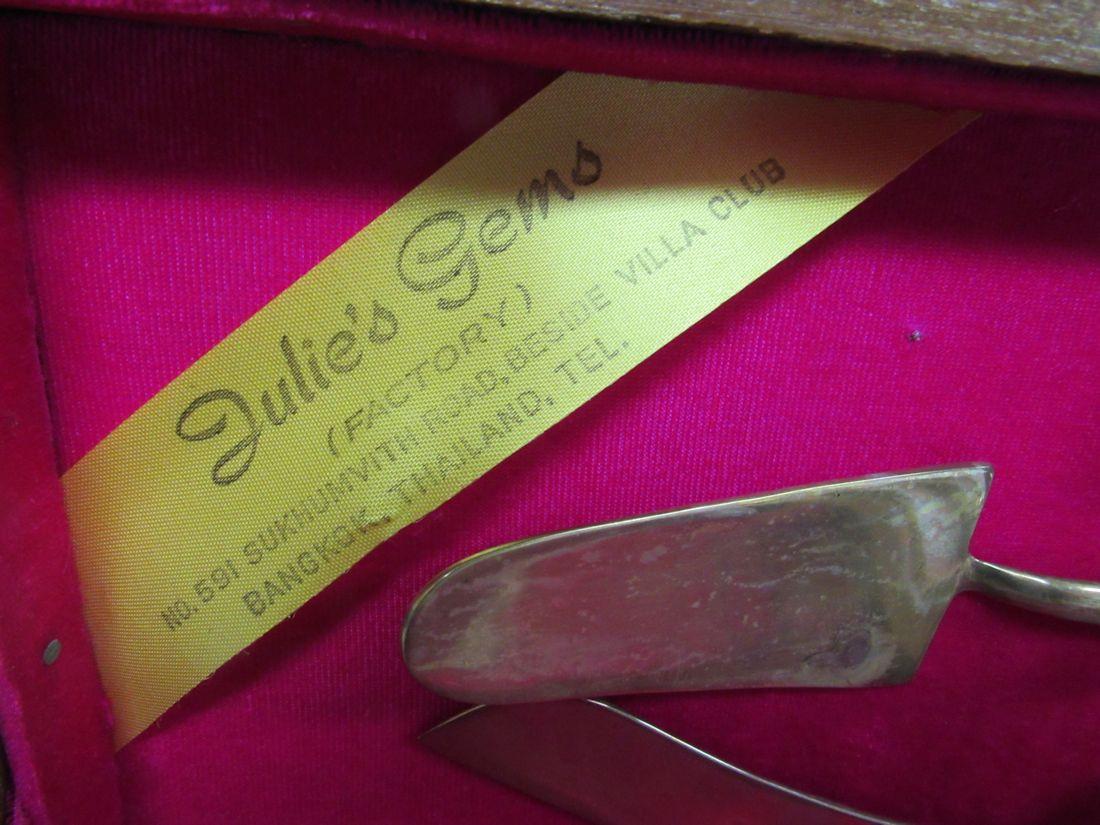 Julie's Gems
(FACTORY)
NO. 591 SUKHUMVITH ROAD, BESIDE VILLA CLUB
BANGKOK, THAILAND, TEL.